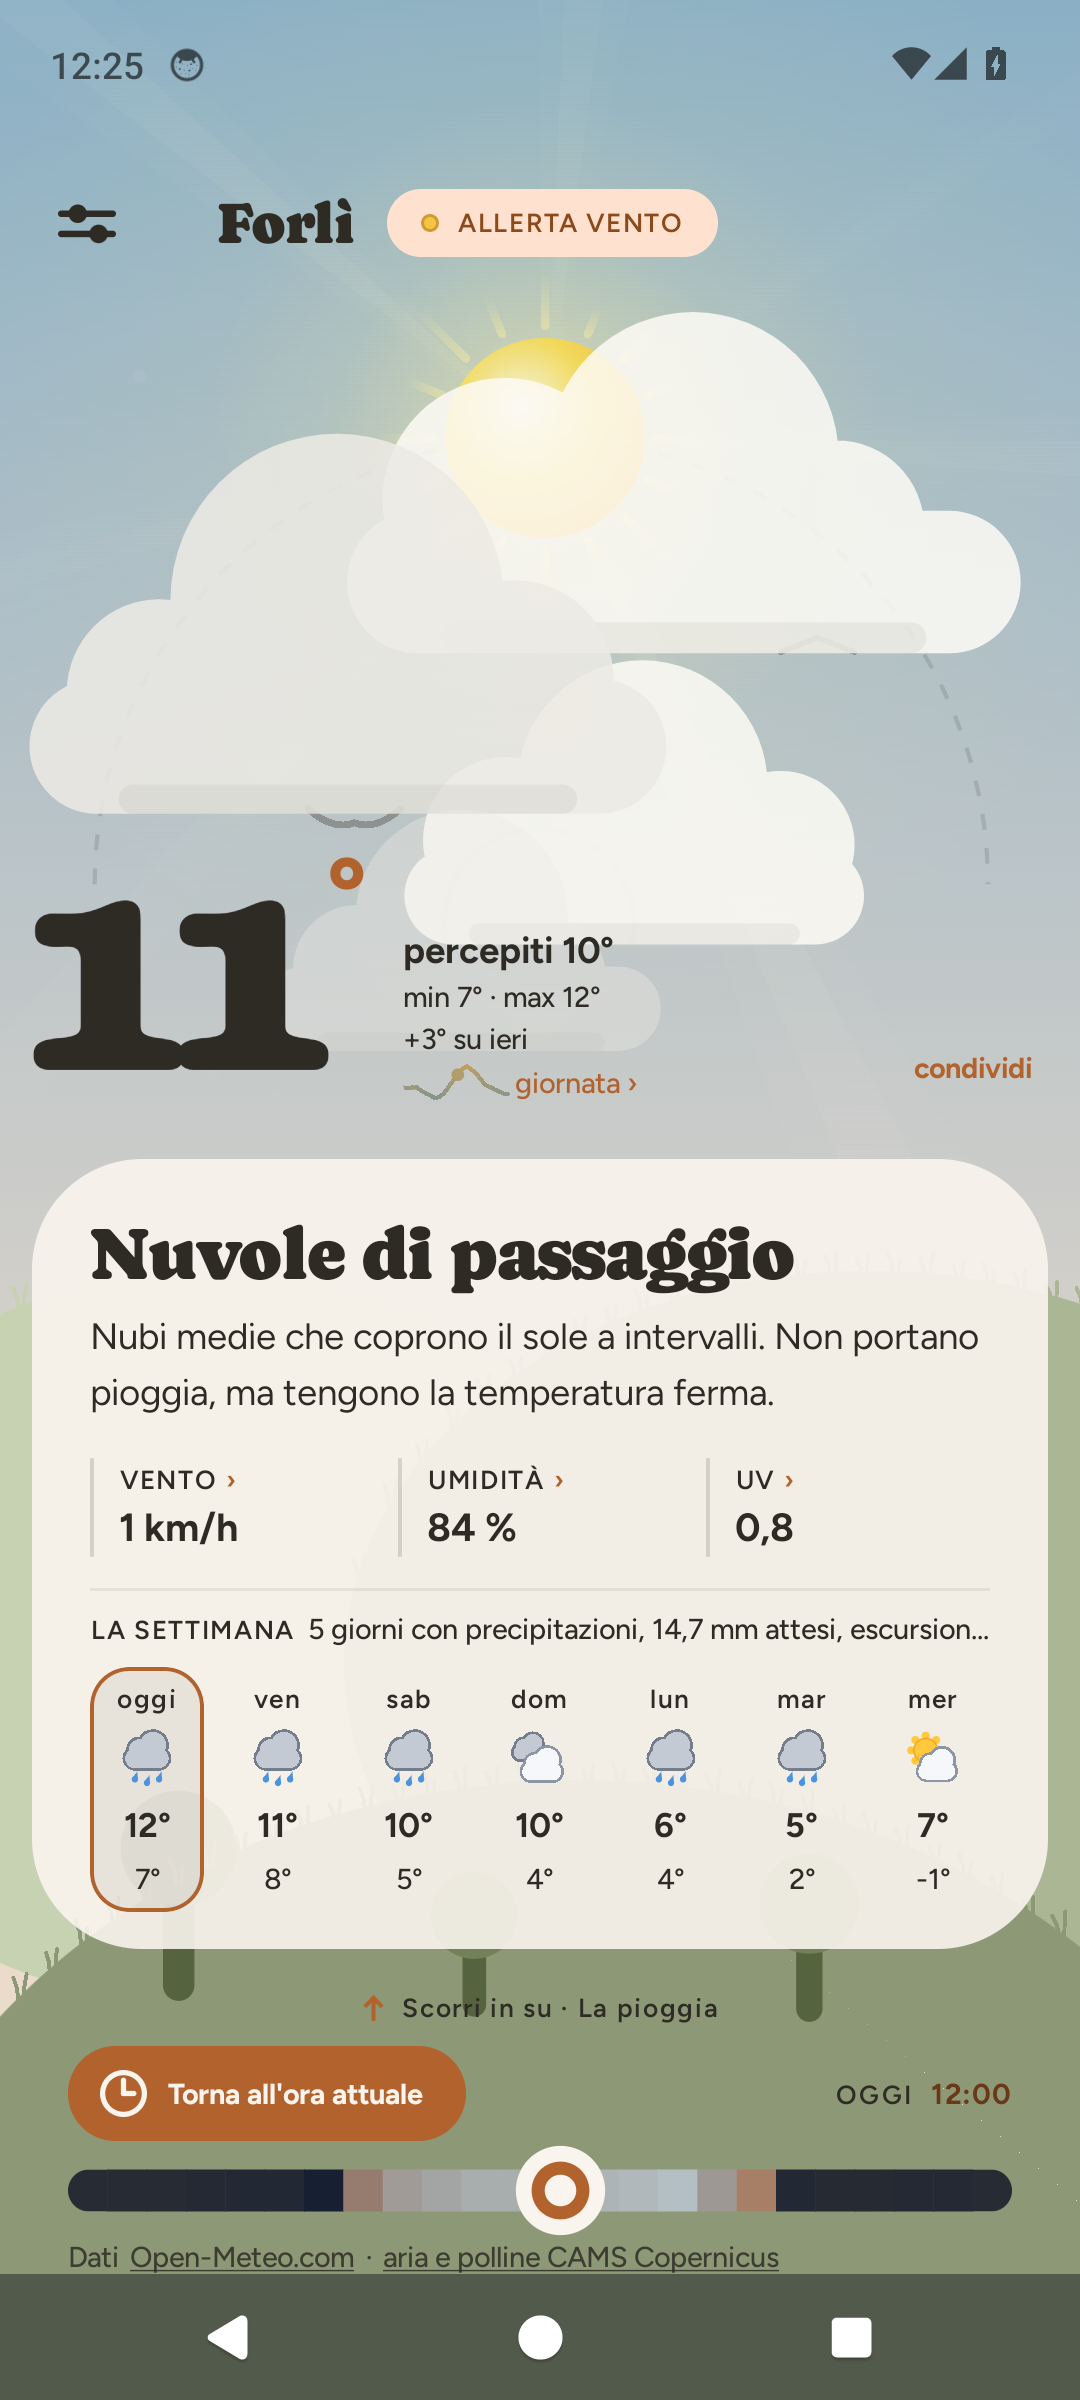 12:25
Forlì
ALLERTA VENTO
11°
percepiti 10°
min 7° · max 12°
+3° su ieri
giornata ›
condividi
Nuvole di passaggio
Nubi medie che coprono il sole a intervalli. Non portano
pioggia, ma tengono la temperatura ferma.
VENTO › UMIDITÀ › UV ›
1 km/h 84 % 0,8
LA SETTIMANA 5 giorni con precipitazioni, 14,7 mm attesi, escursion...
oggi ven sab dom lun mar mer
12° 11° 10° 10° 6° 5° 7°
7° 8° 5° 4° 4° 2° -1°
↑ Scorri in su · La pioggia
Torna all'ora attuale
OGGI 12:00
Dati Open-Meteo.com · aria e polline CAMS Copernicus